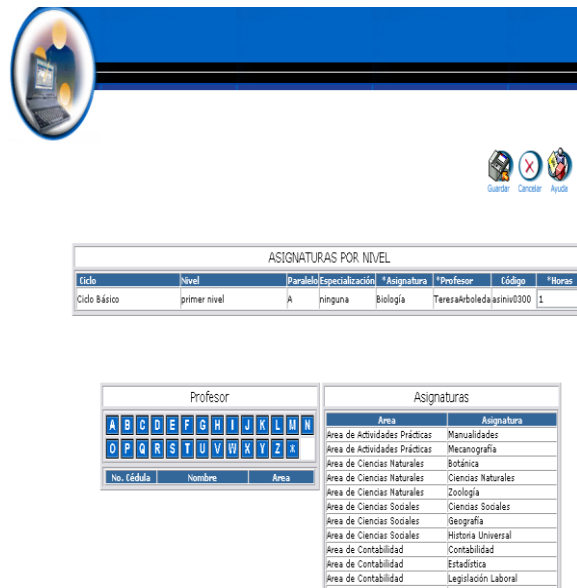 Guardar Cancelar Ayuda
ASIGNATURAS POR NIVEL
Ciclo Nivel Paralelo Especialización *Asignatura *Profesor Código *Horas
Ciclo Básico primer nivel A ninguna Biología TeresaArboleda asiniv0300 1
Profesor
A B C D E F G H I J K L M N
O P Q R S T U V W X Y Z *
No. Cédula Nombre Area
Asignaturas
Area Asignatura
Area de Actividades Prácticas Manualidades
Area de Actividades Prácticas Mecanografía
Area de Ciencias Naturales Botánica
Area de Ciencias Naturales Ciencias Naturales
Area de Ciencias Naturales Zoología
Area de Ciencias Sociales Ciencias Sociales
Area de Ciencias Sociales Geografía
Area de Ciencias Sociales Historia Universal
Area de Contabilidad Contabilidad
Area de Contabilidad Estadística
Area de Contabilidad Legislación Laboral